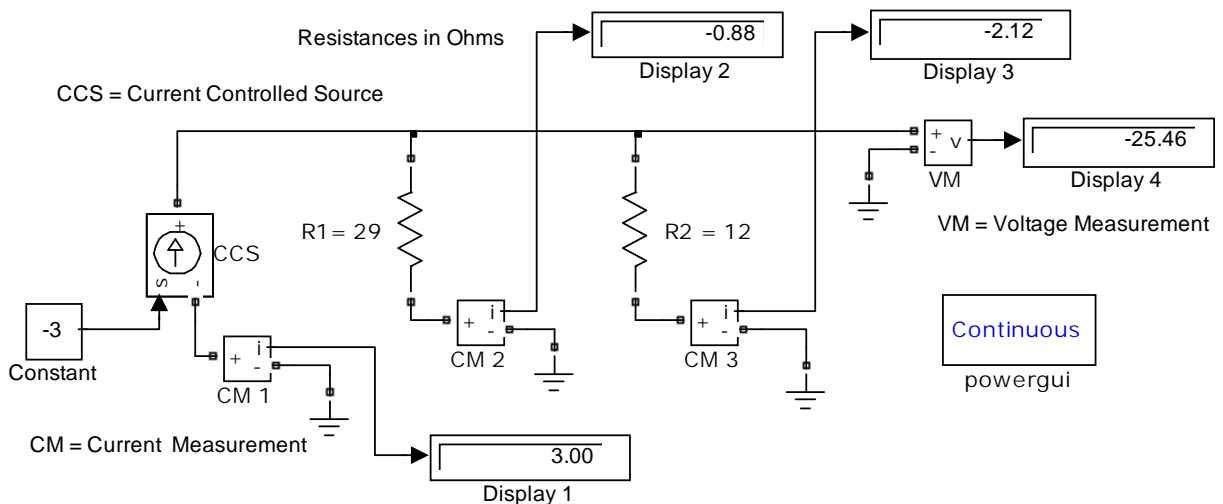 Resistances in Ohms
-0.88
Display 2
-2.12
Display 3
CCS = Current Controlled Source
+
-
v
VM
-25.46
Display 4
VM = Voltage Measurement
+
CCS
s
-
R1 = 29
R2 = 12
-3
Constant
+
i
-
CM 1
+
i
-
CM 2
+
i
-
CM 3
Continuous
powergui
CM = Current Measurement
3.00
Display 1